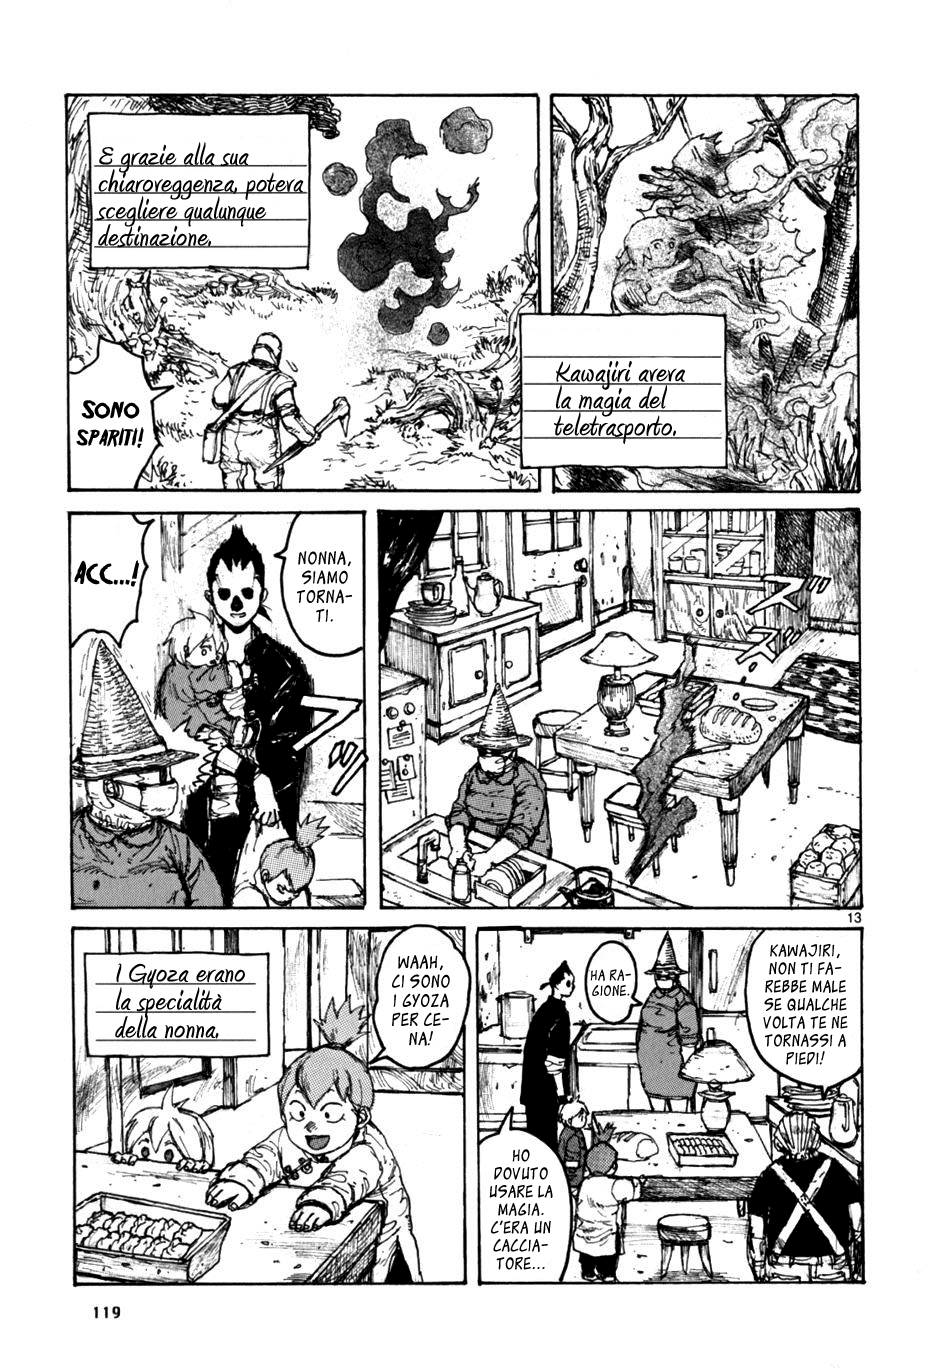 Kawajiri aveva
la magia del
teletrasporto.
E grazie alla sua
chiaroveggenza, poteva
scegliere qualunque
destinazione.
SONO
SPARITI!
13
NONNA,
SIAMO
TORNA-
TI.
ACC...!
KAWAJIRI,
NON TI FA-
REBBE MALE
SE QUALCHE
VOLTA TE NE
TORNASSI A
PIEDI!
HA RA-
GIONE.
HO
DOVUTO
USARE LA
MAGIA.
C'ERA UN
CACCIA-
TORE...
WAAH,
CI SONO
I GYOZA
PER CE-
NA!
I Gyoza erano
la specialità
della nonna.
119